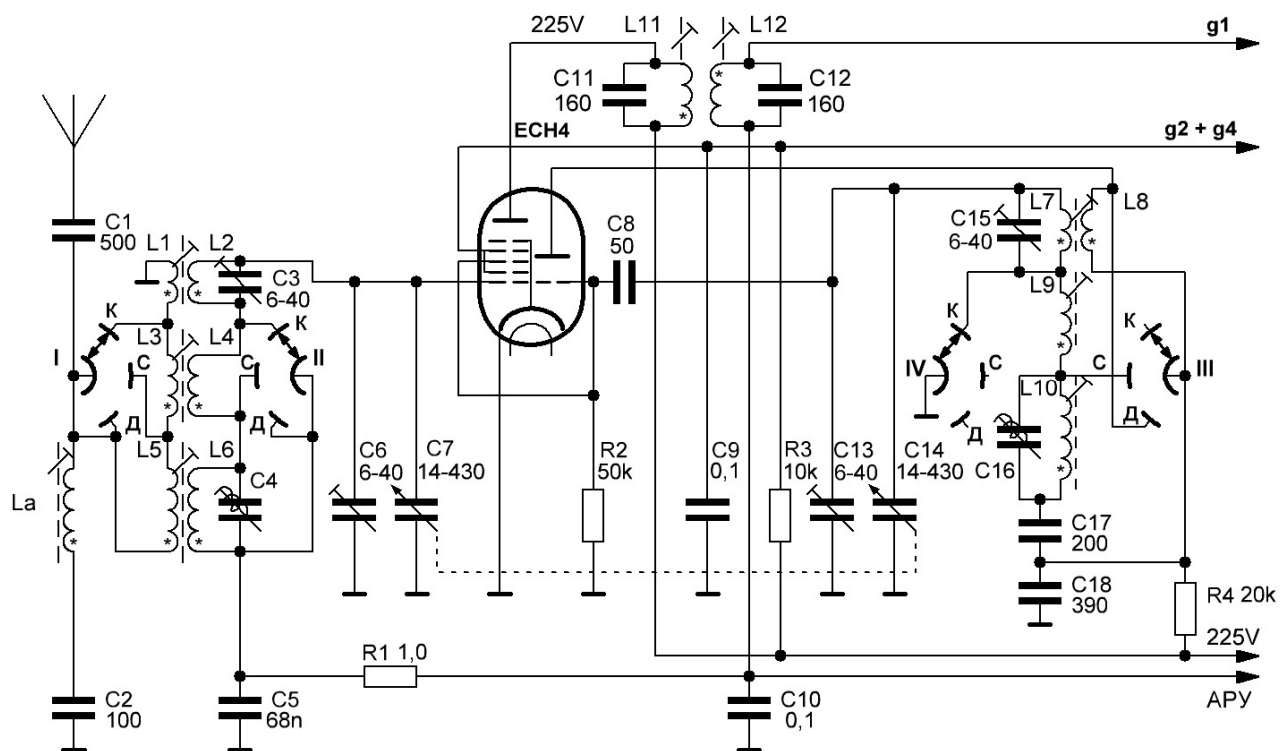 225V
L11
L12
g1
C11
160
C12
160
ECH4
g2 + g4
C1
500
L1
L2
C3
6-40
C8
50
C15
6-40
L7
L8
К
L3
L4
К
L9
К
К
I
С
С
II
IV
С
L10
С
III
Д
Д
Д
Д
L5
L6
C4
La
C6
6-40
C7
14-430
R2
50k
C9
0,1
R3
10k
C13
6-40
C14
14-430
C16
C17
200
C18
390
R4 20k
225V
R1 1,0
АРУ
C2
100
C5
68n
C10
0,1
*
*
*
*
*
*
*
*
*
*
*
*
*